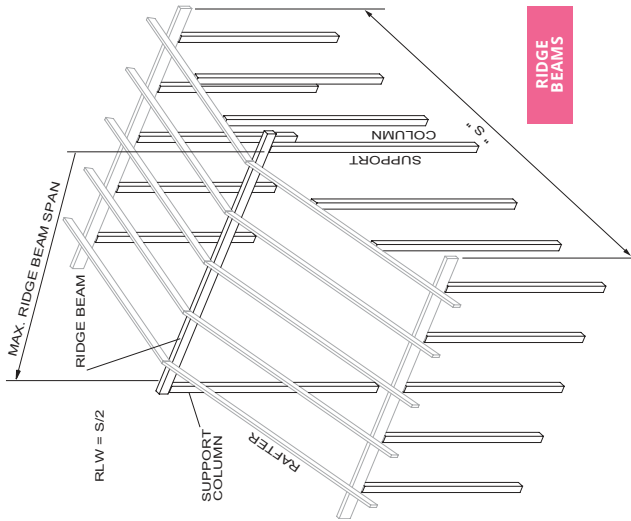 RIDGE
BEAMS
" S "
SUPPORT
COLUMN
MAX. RIDGE BEAM SPAN
RIDGE BEAM
RLW = S/2
SUPPORT
COLUMN
RAFTER